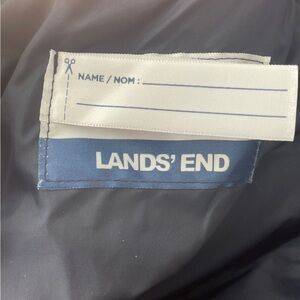 NAME / NOM :
LANDS' END